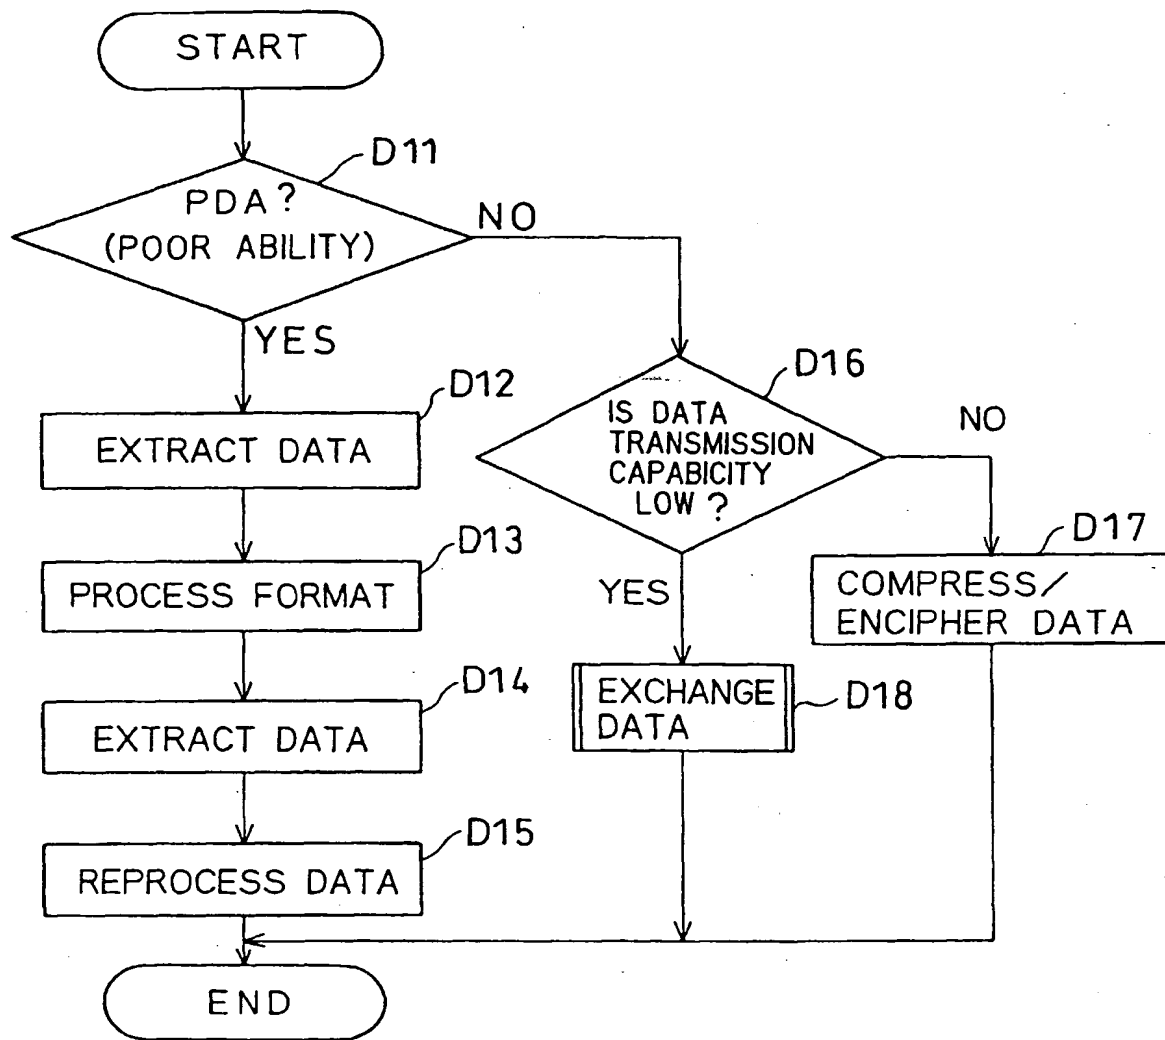 START
D11
PDA?
(POOR ABILITY)
NO
YES
D12
EXTRACT DATA
D13
PROCESS FORMAT
D14
EXTRACT DATA
D15
REPROCESS DATA
D16
IS DATA
TRANSMISSION
CAPABICITY
LOW ?
NO
YES
D17
COMPRESS/
ENCIPHER DATA
EXCHANGE
DATA
D18
END